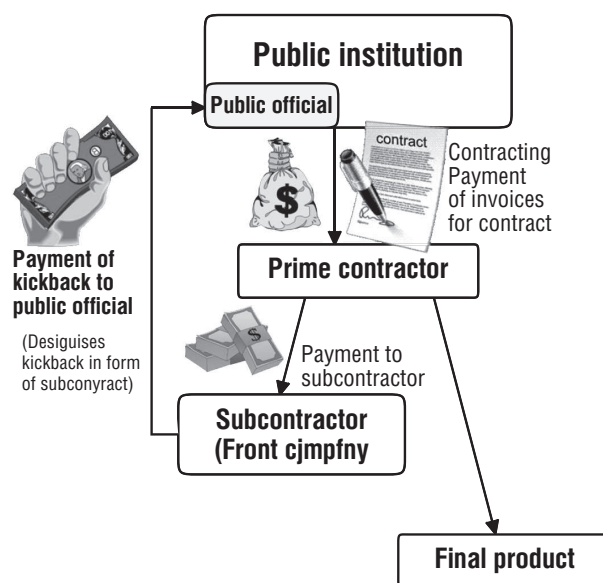 Public institution
Public official
contract
Contracting
Payment
of invoices
for contract
$
Payment of
kickback to
public official
(Desiguises
kickback in form
of subconyract)
Prime contractor
$
Payment to
subcontractor
Subcontractor
(Front cjmpfny
Final product